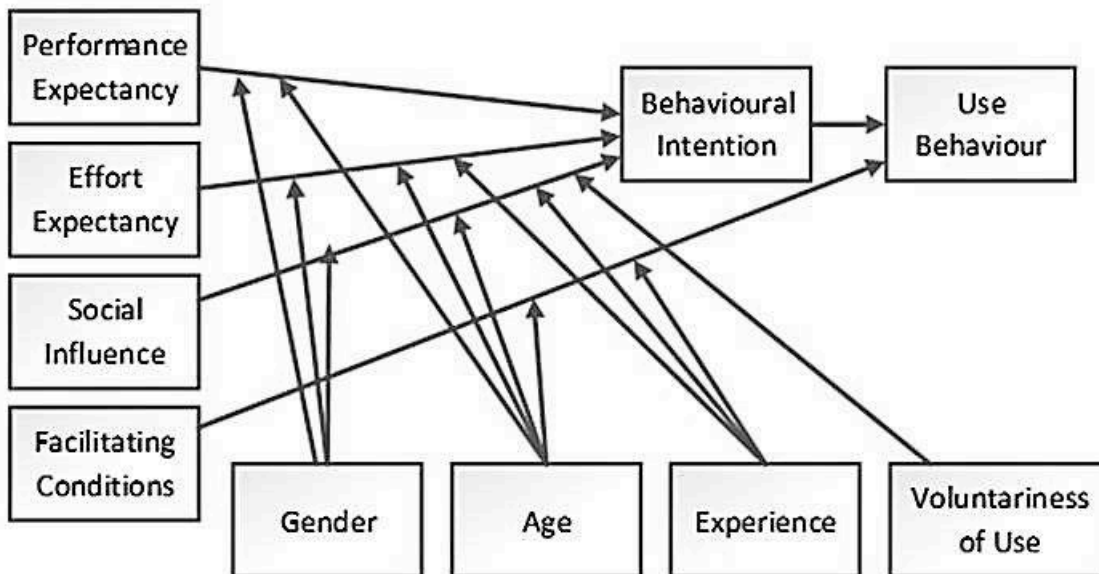 Performance
Expectancy
Behavioural
Intention
Use
Behaviour
Effort
Expectancy
Social
Influence
Facilitating
Conditions
Gender
Age
Experience
Voluntariness
of Use